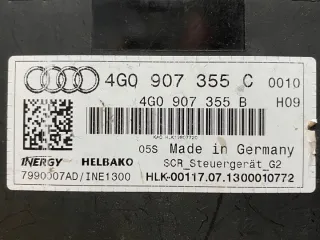 4G0 907 355 C 0010
4G0 907 355 B H09
05S Made in Germany
INERGY HELBAKO SCR_Steuergerät_G2
7990007AD/INE1300 HLK-00117.07.1300010772